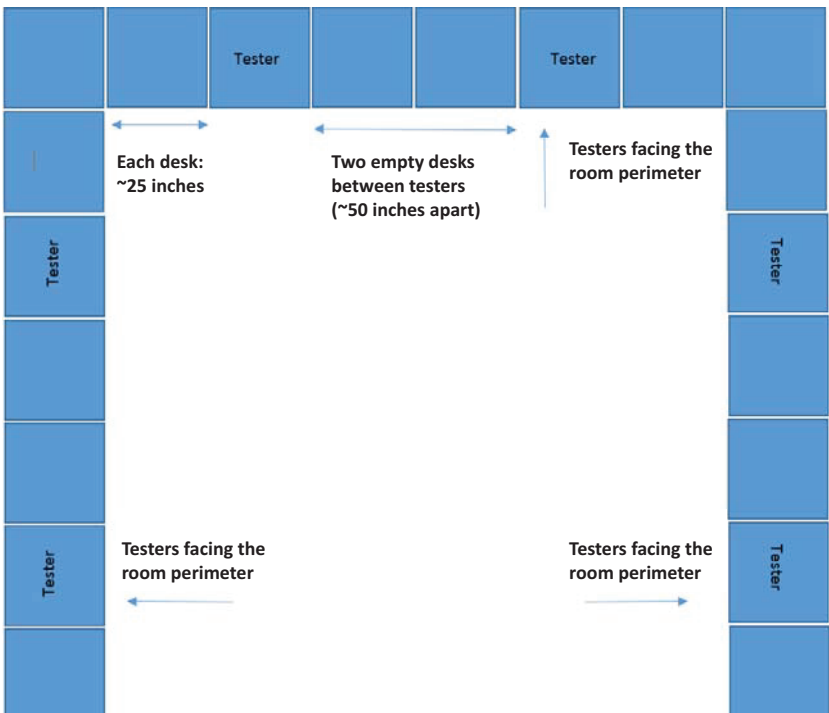 Tester
Tester
Each desk:
~25 inches
Two empty desks
between testers
(~50 inches apart)
Testers facing the
room perimeter
Tester
Tester
Tester
Testers facing the
room perimeter
Testers facing the
room perimeter
Tester